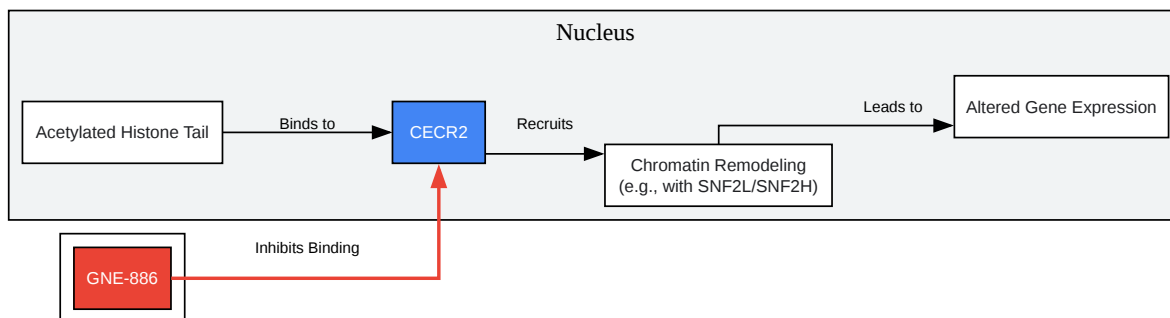 Nucleus
Acetylated Histone Tail
Binds to
CECR2
Recruits
Chromatin Remodeling
(e.g., with SNF2L/SNF2H)
Leads to
Altered Gene Expression
GNE-886
Inhibits Binding